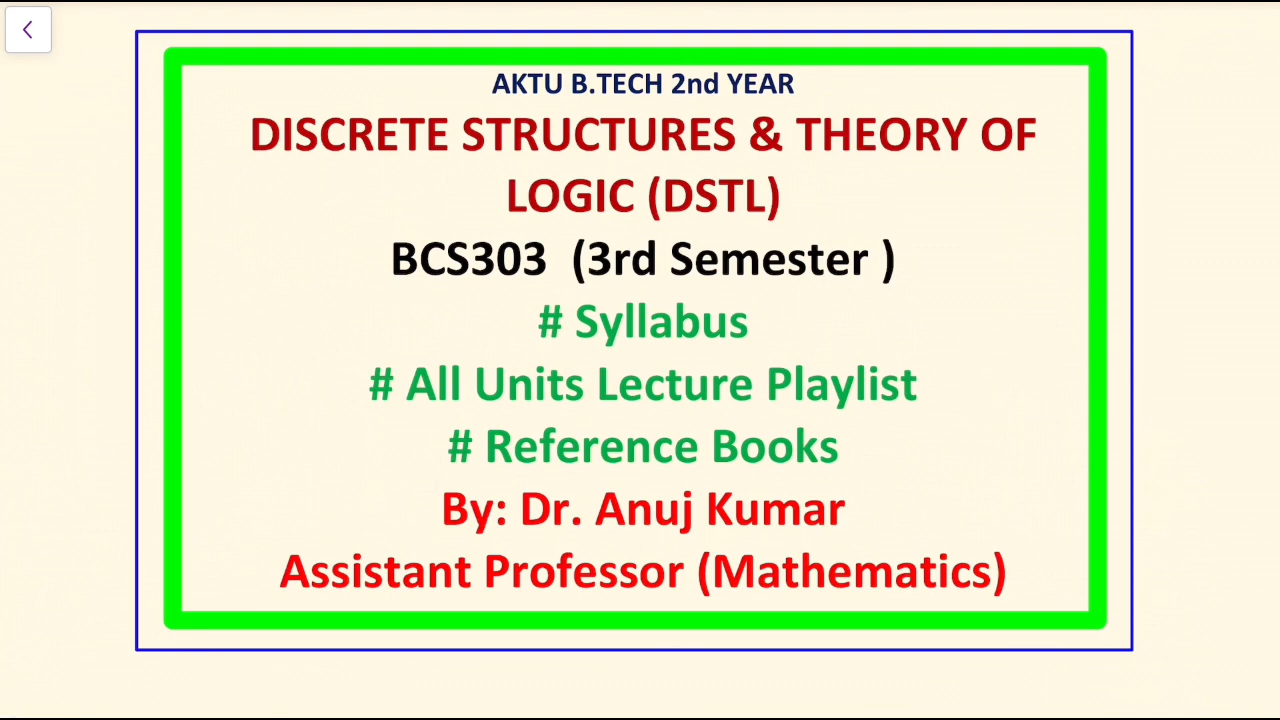 AKTU B.TECH 2nd YEAR
DISCRETE STRUCTURES & THEORY OF
LOGIC (DSTL)
BCS303 (3rd Semester )
# Syllabus
# All Units Lecture Playlist
# Reference Books
By: Dr. Anuj Kumar
Assistant Professor (Mathematics)